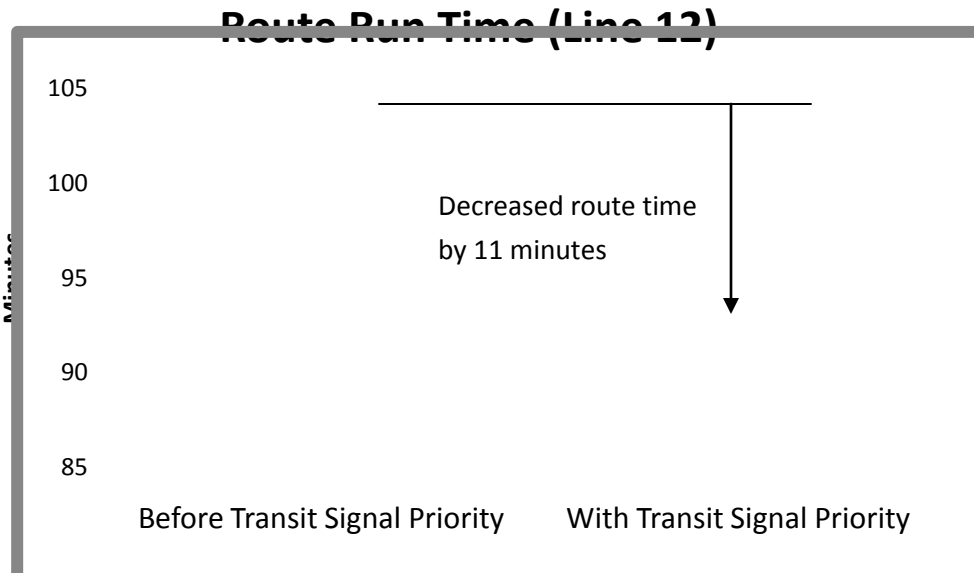 Route Run Time (Line 12)
105
100
Decreased route time
by 11 minutes
Minutes
95
90
85
Before Transit Signal Priority
With Transit Signal Priority